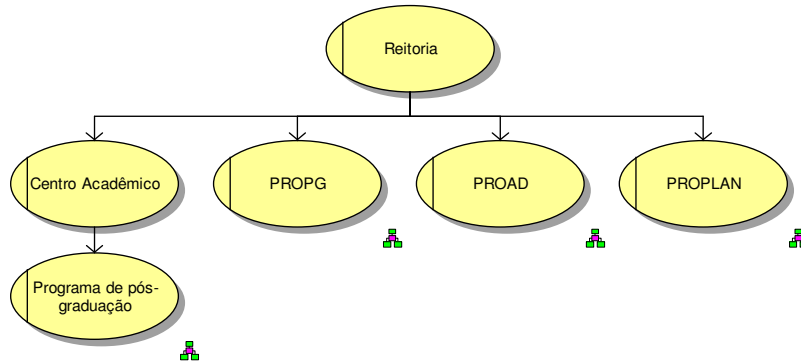 Reitoria
Centro Acadêmico
PROPG
PROAD
PROPLAN
Programa de pós-
graduação